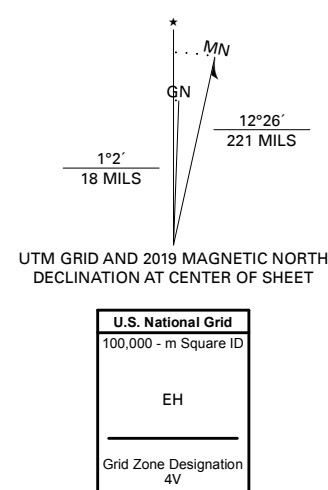 ★
MN
GN
12°26´
221 MILS
1°2´
18 MILS
UTM GRID AND 2019 MAGNETIC NORTH
DECLINATION AT CENTER OF SHEET
U.S. National Grid
100,000 - m Square ID
EH
Grid Zone Designation
4V